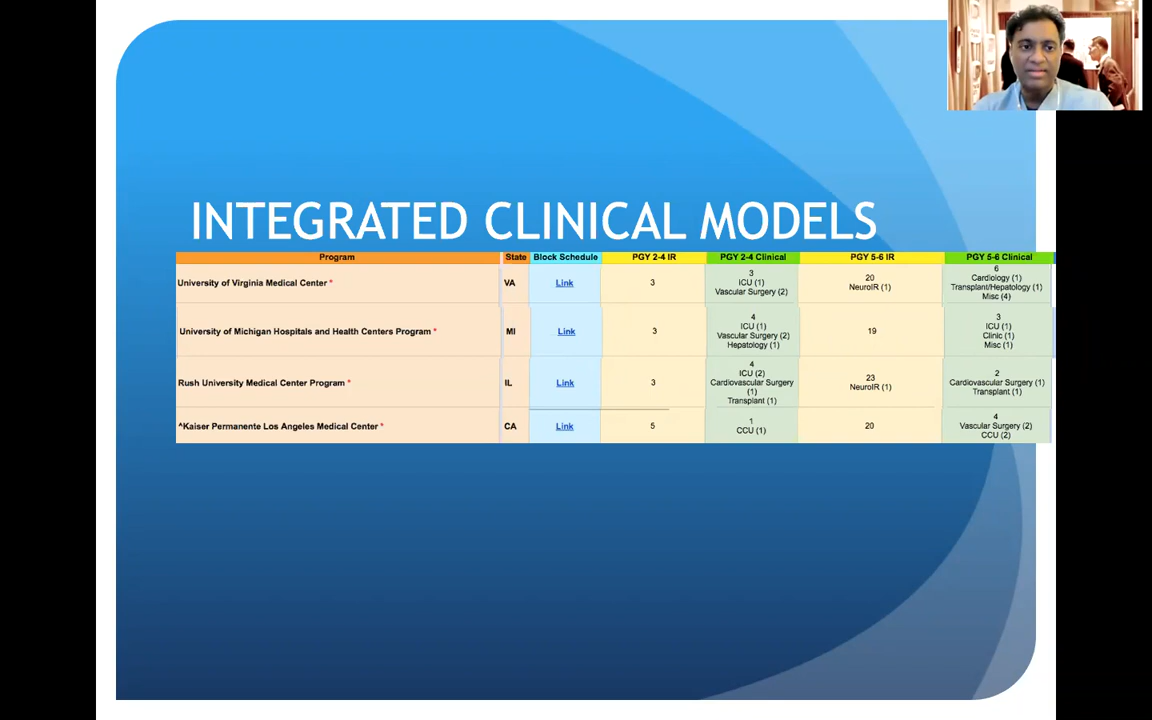 INTEGRATED CLINICAL MODELS
Program State Block Schedule PGY 2-4 IR PGY 2-4 Clinical PGY 5-6 IR PGY 5-6 Clinical
University of Virginia Medical Center *
VA
Link
3
3
ICU (1)
Vascular Surgery (2)
20
NeuroIR (1)
6
Cardiology (1)
Transplant/Hepatology (1)
Misc (4)
University of Michigan Hospitals and Health Centers Program *
MI
Link
3
4
ICU (1)
Vascular Surgery (2)
Hepatology (1)
19
3
ICU (1)
Clinic (1)
Misc (1)
Rush University Medical Center Program *
IL
Link
3
4
ICU (2)
Cardiovascular Surgery
(1)
Transplant (1)
23
NeuroIR (1)
2
Cardiovascular Surgery (1)
Transplant (1)
^Kaiser Permanente Los Angeles Medical Center *
CA
Link
5
1
CCU (1)
20
4
Vascular Surgery (2)
CCU (2)